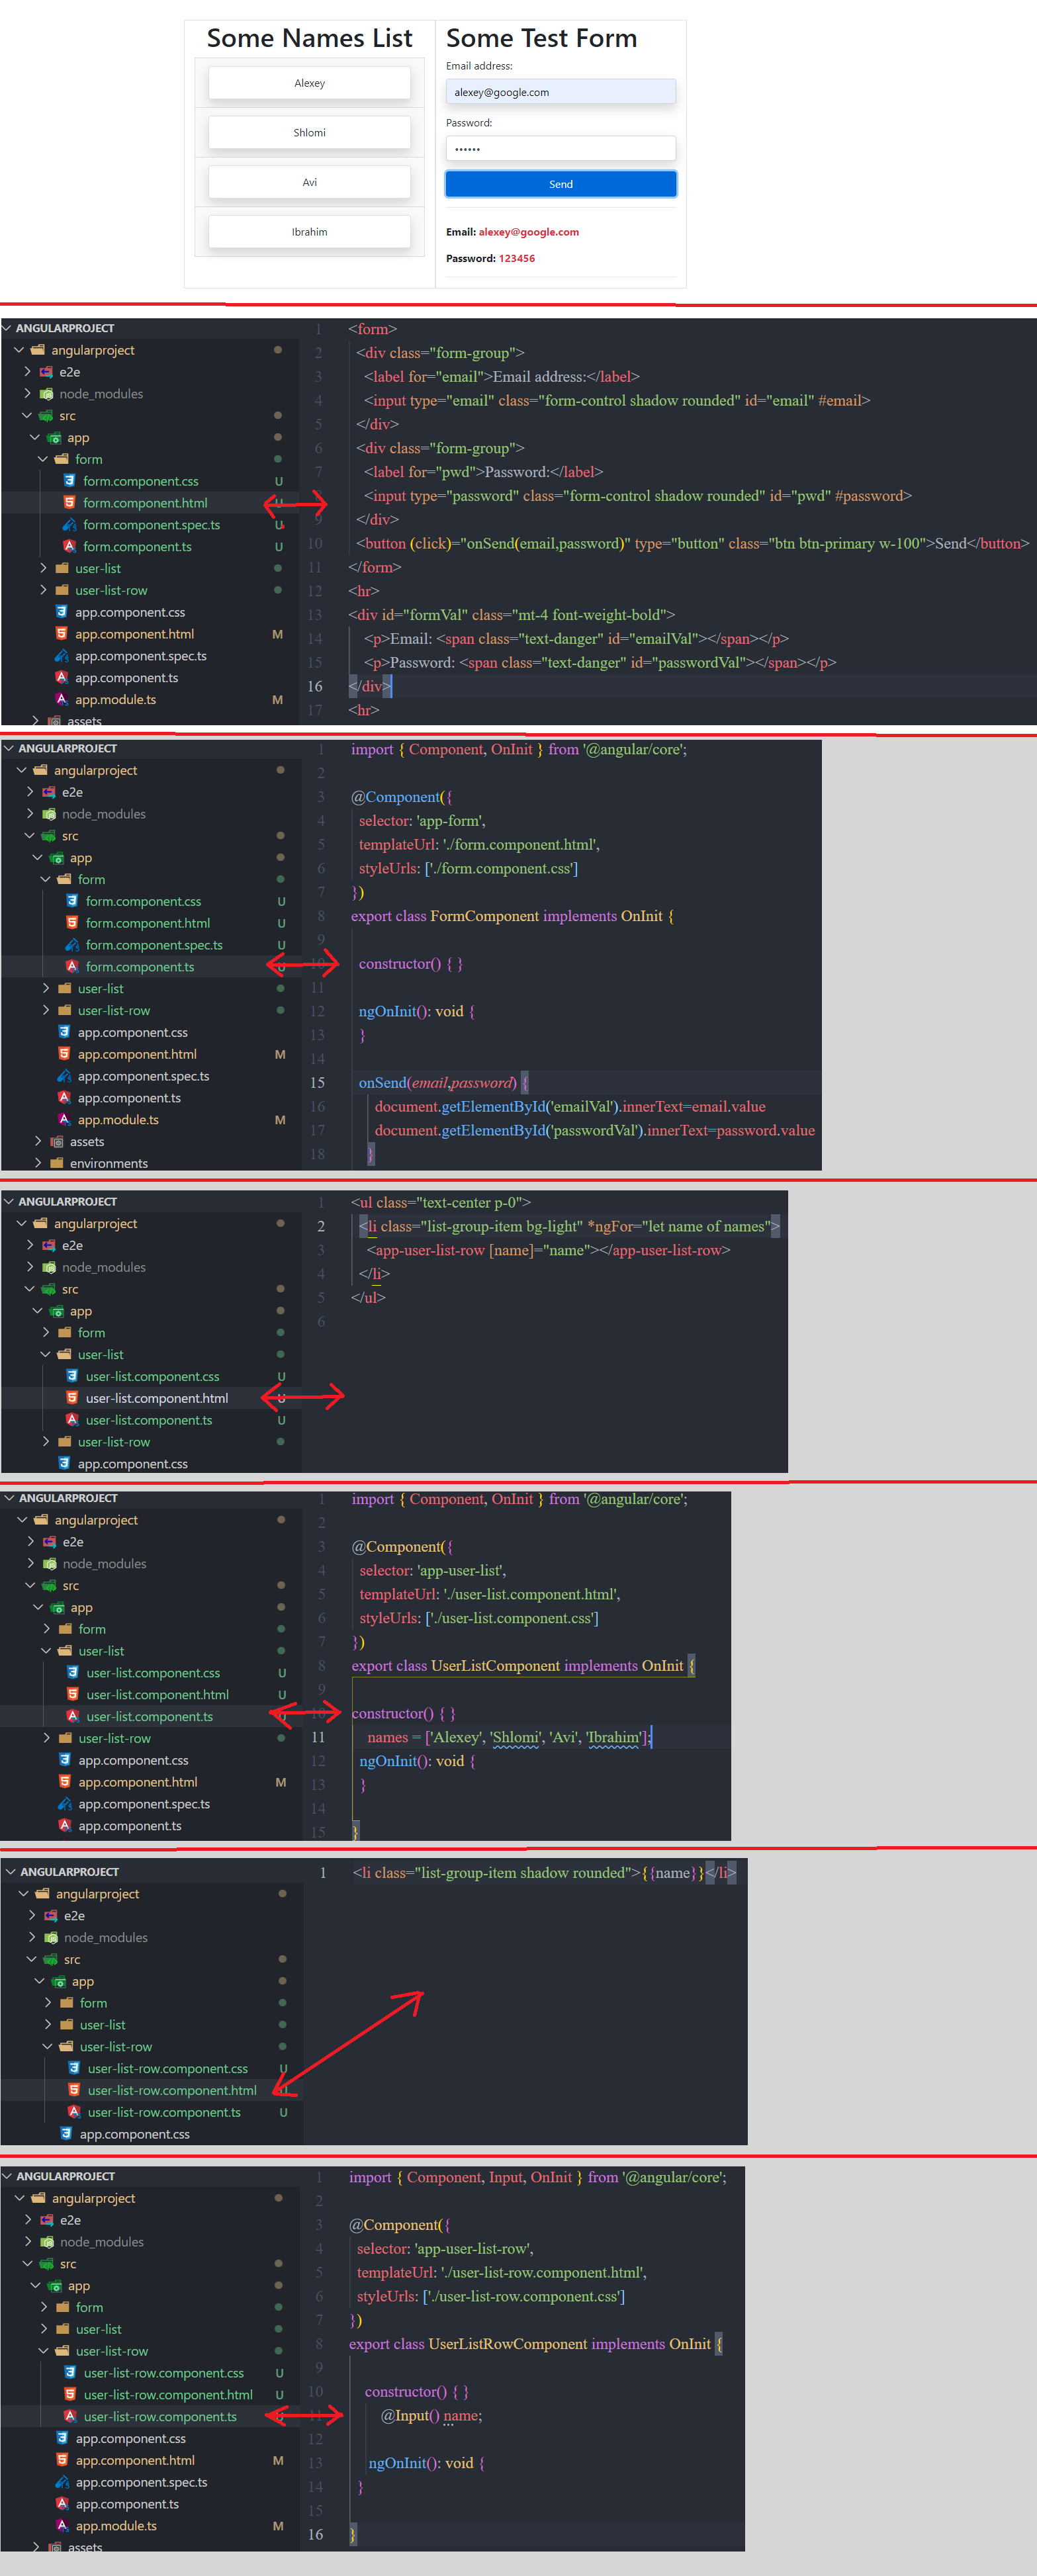 Some Names List
Alexey
Shlomi
Avi
Ibrahim
Some Test Form
Email address:
alexey@google.com
Password:
••••••
Send
Email: alexey@google.com
Password: 123456
ANGULARPROJECT
angularproject
e2e
node_modules
src
app
form
form.component.css U
form.component.html
form.component.spec.ts U
form.component.ts U
user-list
user-list-row
app.component.css
app.component.html M
app.component.spec.ts
app.component.ts
app.module.ts M
assets
1 <form>
2 <div class="form-group">
3 <label for="email">Email address:</label>
4 <input type="email" class="form-control shadow rounded" id="email" #email>
5 </div>
6 <div class="form-group">
7 <label for="pwd">Password:</label>
<input type="password" class="form-control shadow rounded" id="pwd" #password>
9 </div>
10 <button (click)="onSend(email,password)" type="button" class="btn btn-primary w-100">Send</button>
11 </form>
12 <hr>
13 <div id="formVal" class="mt-4 font-weight-bold">
14 <p>Email: <span class="text-danger" id="emailVal"></span></p>
15 <p>Password: <span class="text-danger" id="passwordVal"></span></p>
16 </div>
17 <hr>
ANGULARPROJECT
angularproject
e2e
node_modules
src
app
form
form.component.css U
form.component.html U
form.component.spec.ts U
form.component.ts
user-list
user-list-row
app.component.css
app.component.html M
app.component.spec.ts
app.component.ts
app.module.ts M
assets
environments
1 import { Component, OnInit } from '@angular/core';
2
3 @Component({
4 selector: 'app-form',
5 templateUrl: './form.component.html',
6 styleUrls: ['./form.component.css']
7 })
8 export class FormComponent implements OnInit {
9
10 constructor() { }
11
12 ngOnInit(): void {
13 }
14
15 onSend(email,password) {
16 document.getElementById('emailVal').innerText=email.value
17 document.getElementById('passwordVal').innerText=password.value
18 }
ANGULARPROJECT
angularproject
e2e
node_modules
src
app
form
user-list
user-list.component.css U
user-list.component.html
user-list.component.ts U
user-list-row
app.component.css
1 <ul class="text-center p-0">
2 <li class="list-group-item bg-light" *ngFor="let name of names">
3 <app-user-list-row [name]="name"></app-user-list-row>
4 </li>
5 </ul>
6
ANGULARPROJECT
angularproject
e2e
node_modules
src
app
form
user-list
user-list.component.css U
user-list.component.html U
user-list.component.ts
user-list-row
app.component.css
app.component.html M
app.component.spec.ts
app.component.ts
1 import { Component, OnInit } from '@angular/core';
2
3 @Component({
4 selector: 'app-user-list',
5 templateUrl: './user-list.component.html',
6 styleUrls: ['./user-list.component.css']
7 })
8 export class UserListComponent implements OnInit {
9
10 constructor() { }
11 names = ['Alexey', 'Shlomi', 'Avi', 'Ibrahim'];
12 ngOnInit(): void {
13 }
14
15 }
ANGULARPROJECT
angularproject
e2e
node_modules
src
app
form
user-list
user-list-row
user-list-row.component.css U
user-list-row.component.html
user-list-row.component.ts U
app.component.css
1 <li class="list-group-item shadow rounded">{{name}}</li>
ANGULARPROJECT
angularproject
e2e
node_modules
src
app
form
user-list
user-list-row
user-list-row.component.css U
user-list-row.component.html U
user-list-row.component.ts
app.component.css
app.component.html M
app.component.spec.ts
app.component.ts
app.module.ts M
assets
1 import { Component, Input, OnInit } from '@angular/core';
2
3 @Component({
4 selector: 'app-user-list-row',
5 templateUrl: './user-list-row.component.html',
6 styleUrls: ['./user-list-row.component.css']
7 })
8 export class UserListRowComponent implements OnInit {
9
10 constructor() { }
11 @Input() name;
12
13 ngOnInit(): void {
14 }
15
16 }